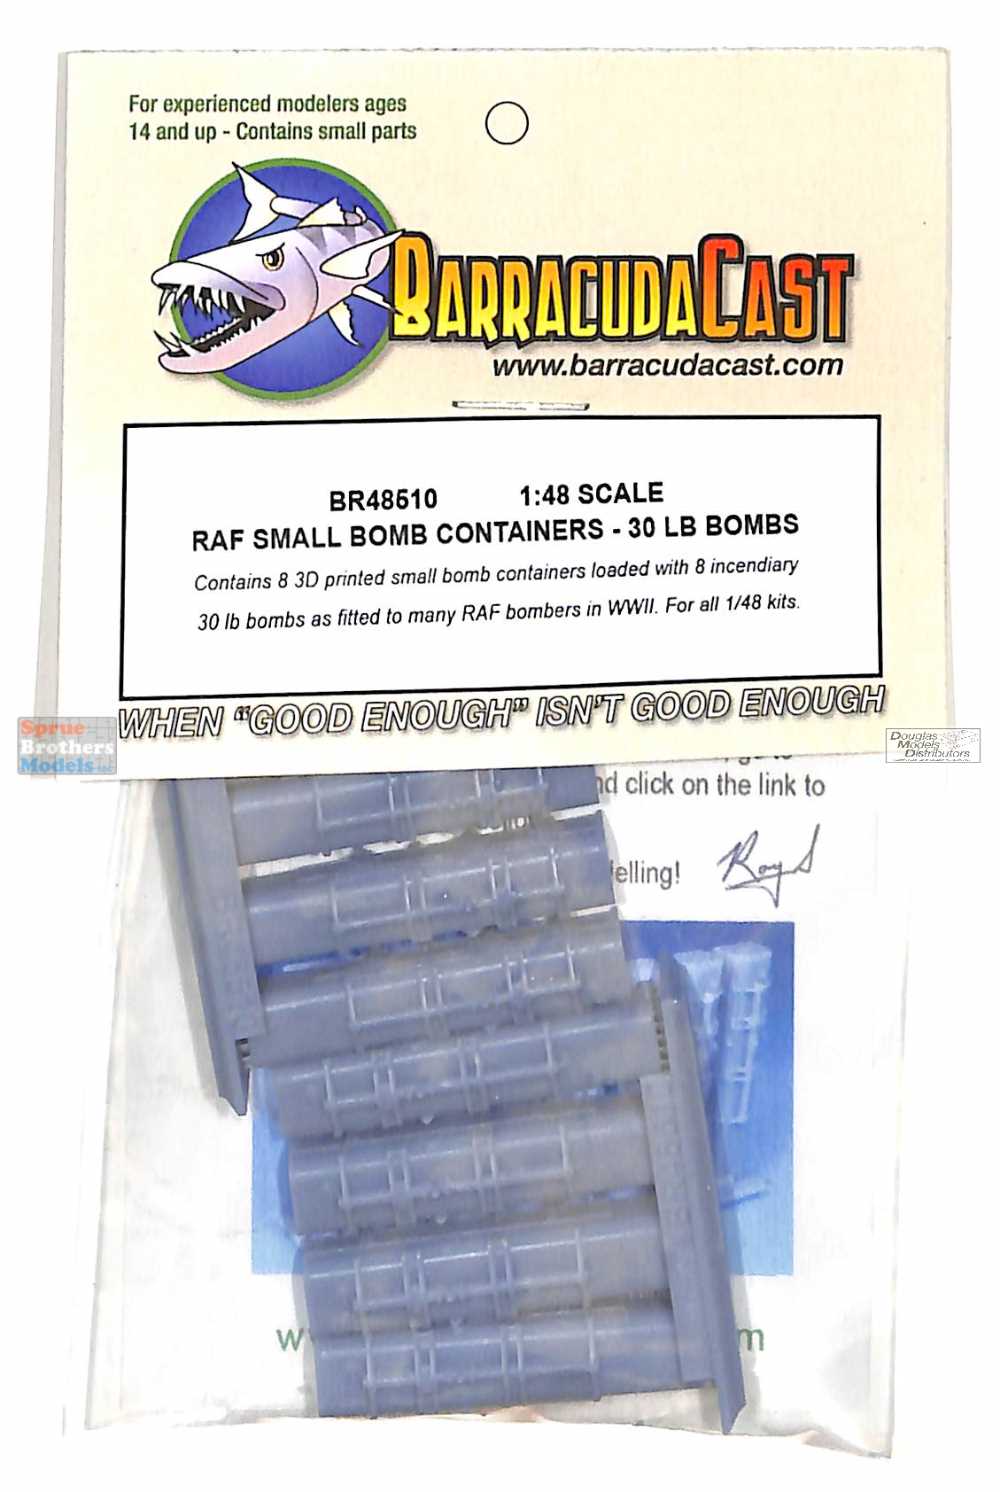 For experienced modelers ages
14 and up - Contains small parts
BARRACUDACAST
www.barracudacast.com
BR48510 1:48 SCALE
RAF SMALL BOMB CONTAINERS - 30 LB BOMBS
Contains 8 3D printed small bomb containers loaded with 8 incendiary
30 lb bombs as fitted to many RAF bombers in WWII. For all 1/48 kits.
WHEN "GOOD ENOUGH" ISN'T GOOD ENOUGH
Sprue
Brothers
Models LLC
Douglas
Models
Distributors
click on the link to
Roy